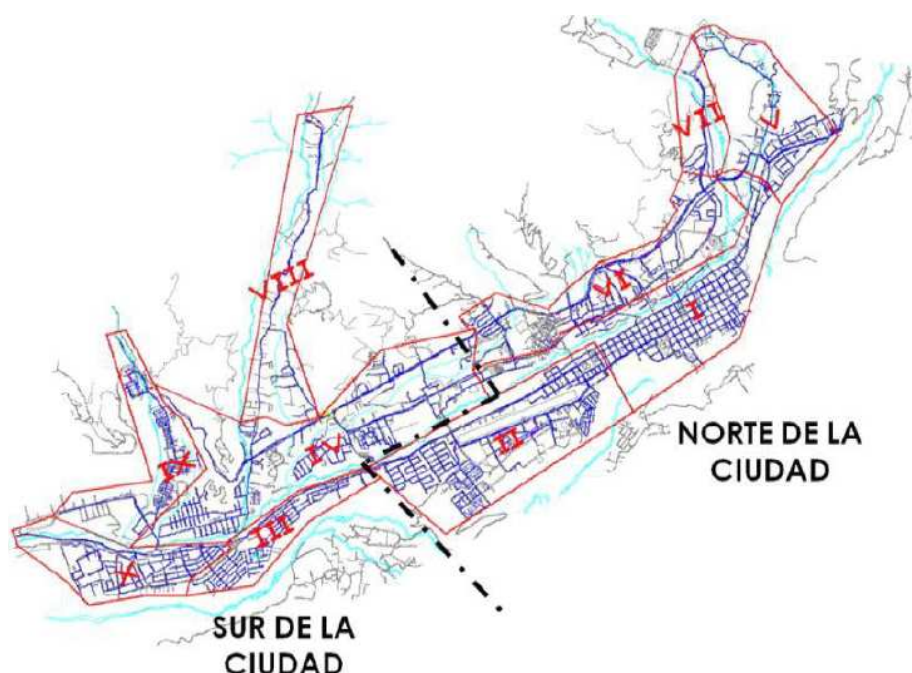 VII
V
VIII
VI
I
IV
II
NORTE DE LA
CIUDAD
IX
III
X
SUR DE LA
CIUDAD